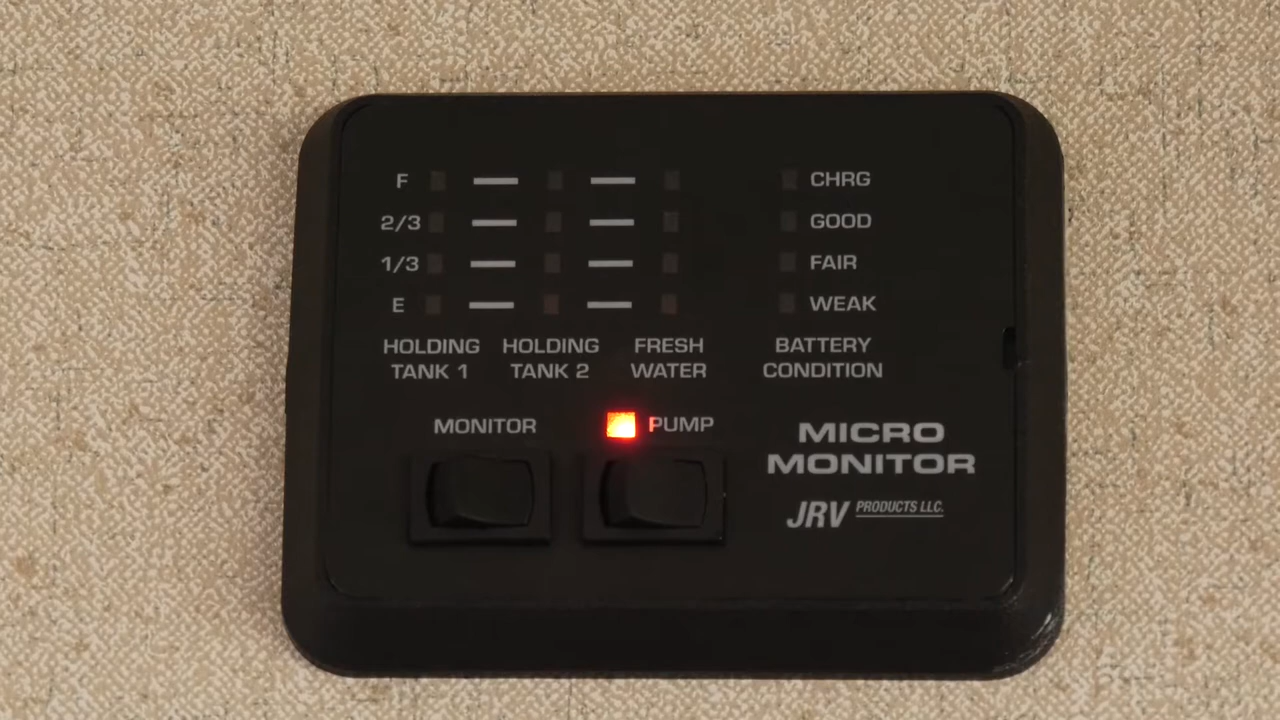 F CHRG
2/3 GOOD
1/3 FAIR
E WEAK
HOLDING HOLDING FRESH BATTERY
TANK 1 TANK 2 WATER CONDITION
MONITOR PUMP
MICRO
MONITOR
JRV PRODUCTS LLC.